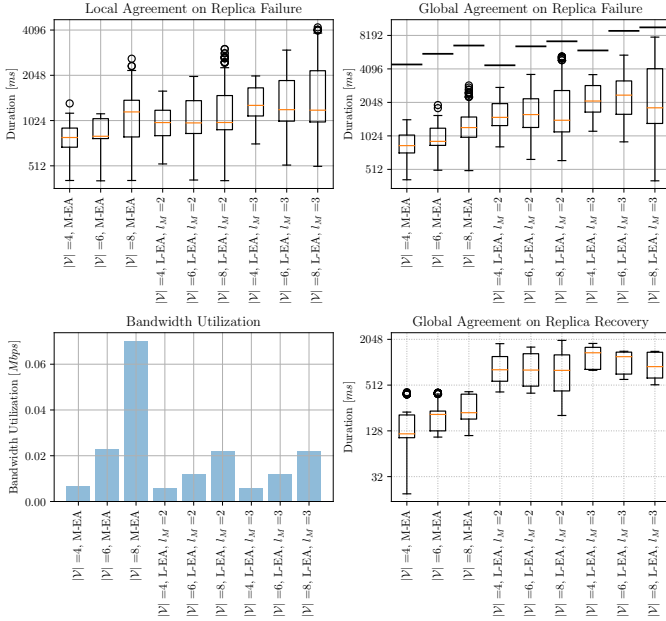 Local Agreement on Replica Failure
Duration [ms]
4096
2048
1024
512
|V| =4, M-EA
|V| =6, M-EA
|V| =8, M-EA
|V| =4, L-EA, l_M =2
|V| =6, L-EA, l_M =2
|V| =8, L-EA, l_M =2
|V| =4, L-EA, l_M =3
|V| =6, L-EA, l_M =3
|V| =8, L-EA, l_M =3
Global Agreement on Replica Failure
Duration [ms]
8192
4096
2048
1024
512
|V| =4, M-EA
|V| =6, M-EA
|V| =8, M-EA
|V| =4, L-EA, l_M =2
|V| =6, L-EA, l_M =2
|V| =8, L-EA, l_M =2
|V| =4, L-EA, l_M =3
|V| =6, L-EA, l_M =3
|V| =8, L-EA, l_M =3
Bandwidth Utilization
Bandwidth Utilization [Mbps]
0.06
0.04
0.02
0.00
|V| =4, M-EA
|V| =6, M-EA
|V| =8, M-EA
|V| =4, L-EA, l_M =2
|V| =6, L-EA, l_M =2
|V| =8, L-EA, l_M =2
|V| =4, L-EA, l_M =3
|V| =6, L-EA, l_M =3
|V| =8, L-EA, l_M =3
Global Agreement on Replica Recovery
Duration [ms]
2048
512
128
32
|V| =4, M-EA
|V| =6, M-EA
|V| =8, M-EA
|V| =4, L-EA, l_M =2
|V| =6, L-EA, l_M =2
|V| =8, L-EA, l_M =2
|V| =4, L-EA, l_M =3
|V| =6, L-EA, l_M =3
|V| =8, L-EA, l_M =3